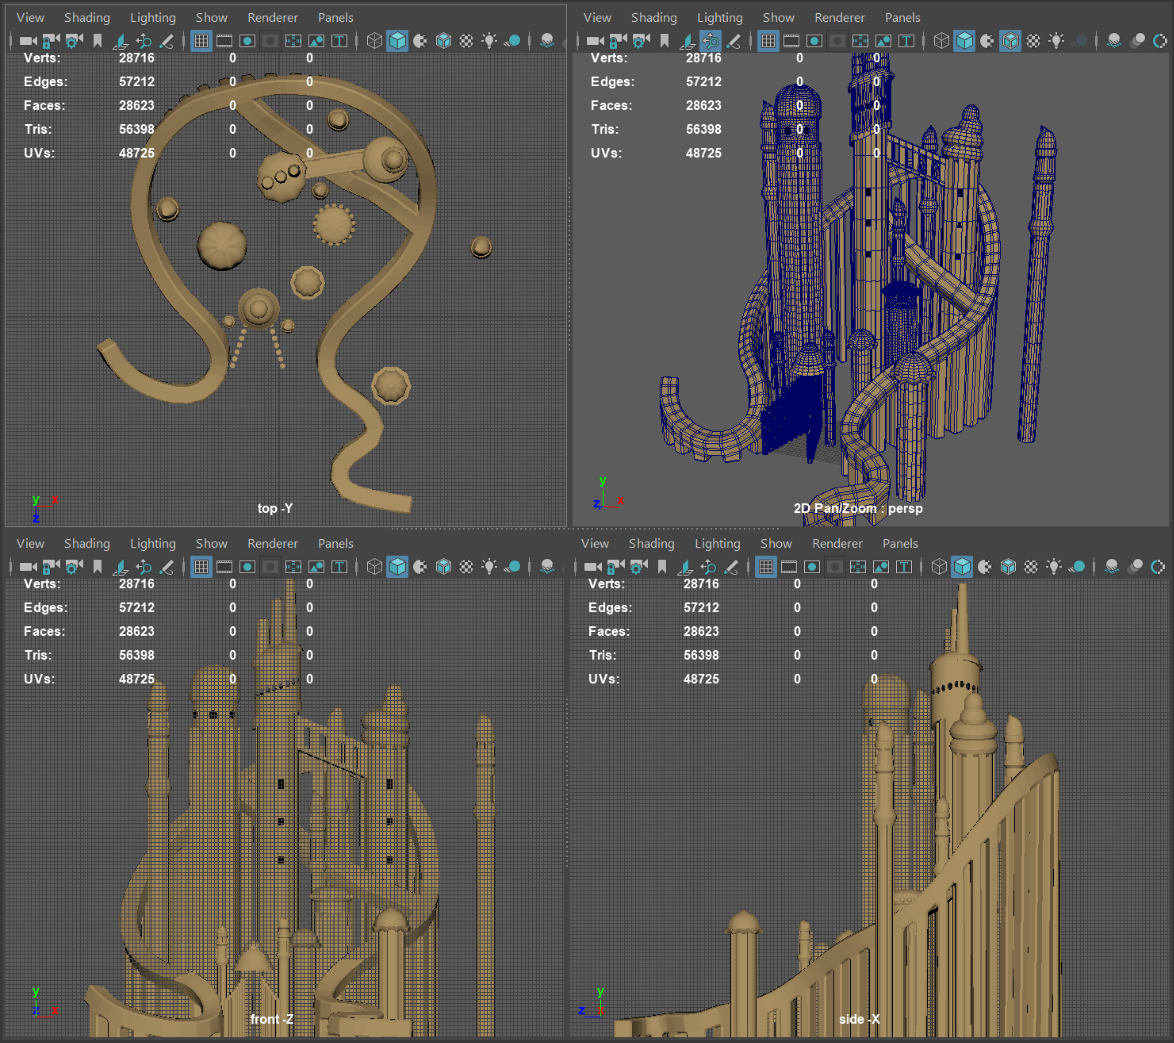 View Shading Lighting Show Renderer Panels
Verts: 28716 0 0
Edges: 57212 0 0
Faces: 28623 0 0
Tris: 56398 0 0
UVs: 48725 0 0
y x
z
top -Y
View Shading Lighting Show Renderer Panels
Verts: 28716 0 0
Edges: 57212 0 0
Faces: 28623 0 0
Tris: 56398 0 0
UVs: 48725 0 0
y
z x
2D Pan/Zoom : persp
View Shading Lighting Show Renderer Panels
Verts: 28716 0 0
Edges: 57212 0 0
Faces: 28623 0 0
Tris: 56398 0 0
UVs: 48725 0 0
y
z x
front -Z
View Shading Lighting Show Renderer Panels
Verts: 28716 0 0
Edges: 57212 0 0
Faces: 28623 0 0
Tris: 56398 0 0
UVs: 48725 0 0
y
z
side -X